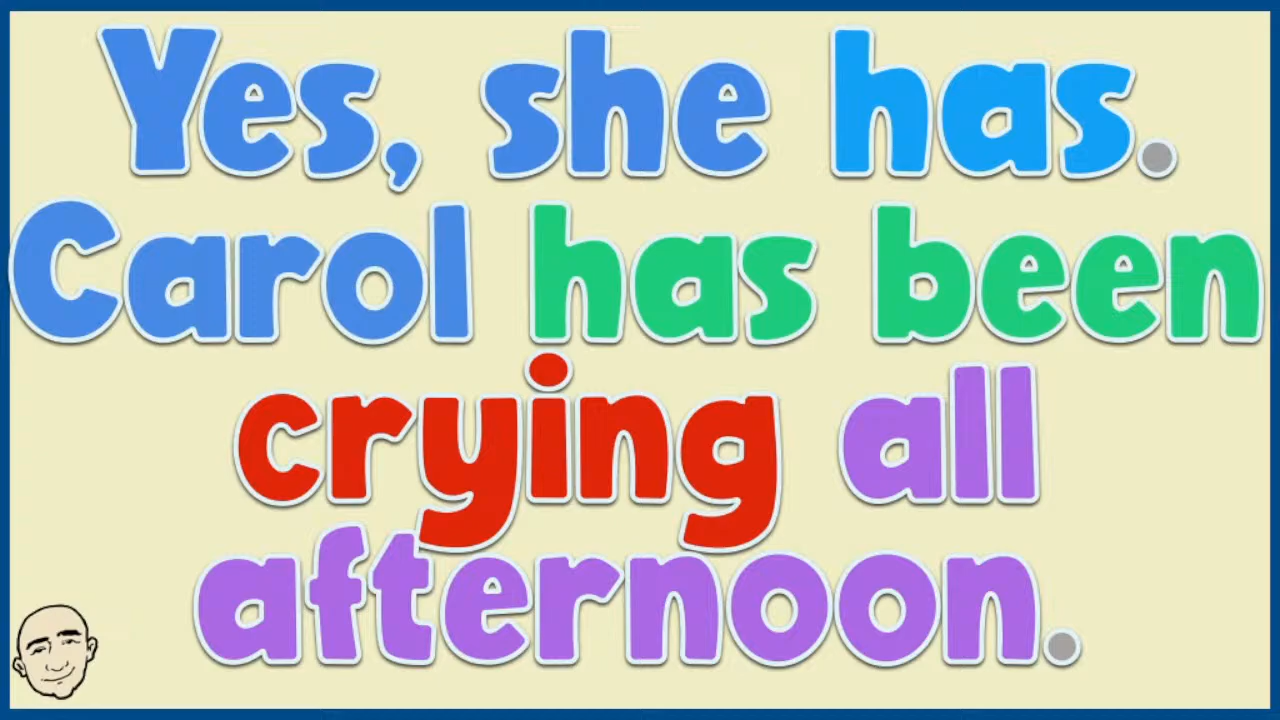 Yes, she has.
Carol has been
crying all
afternoon.